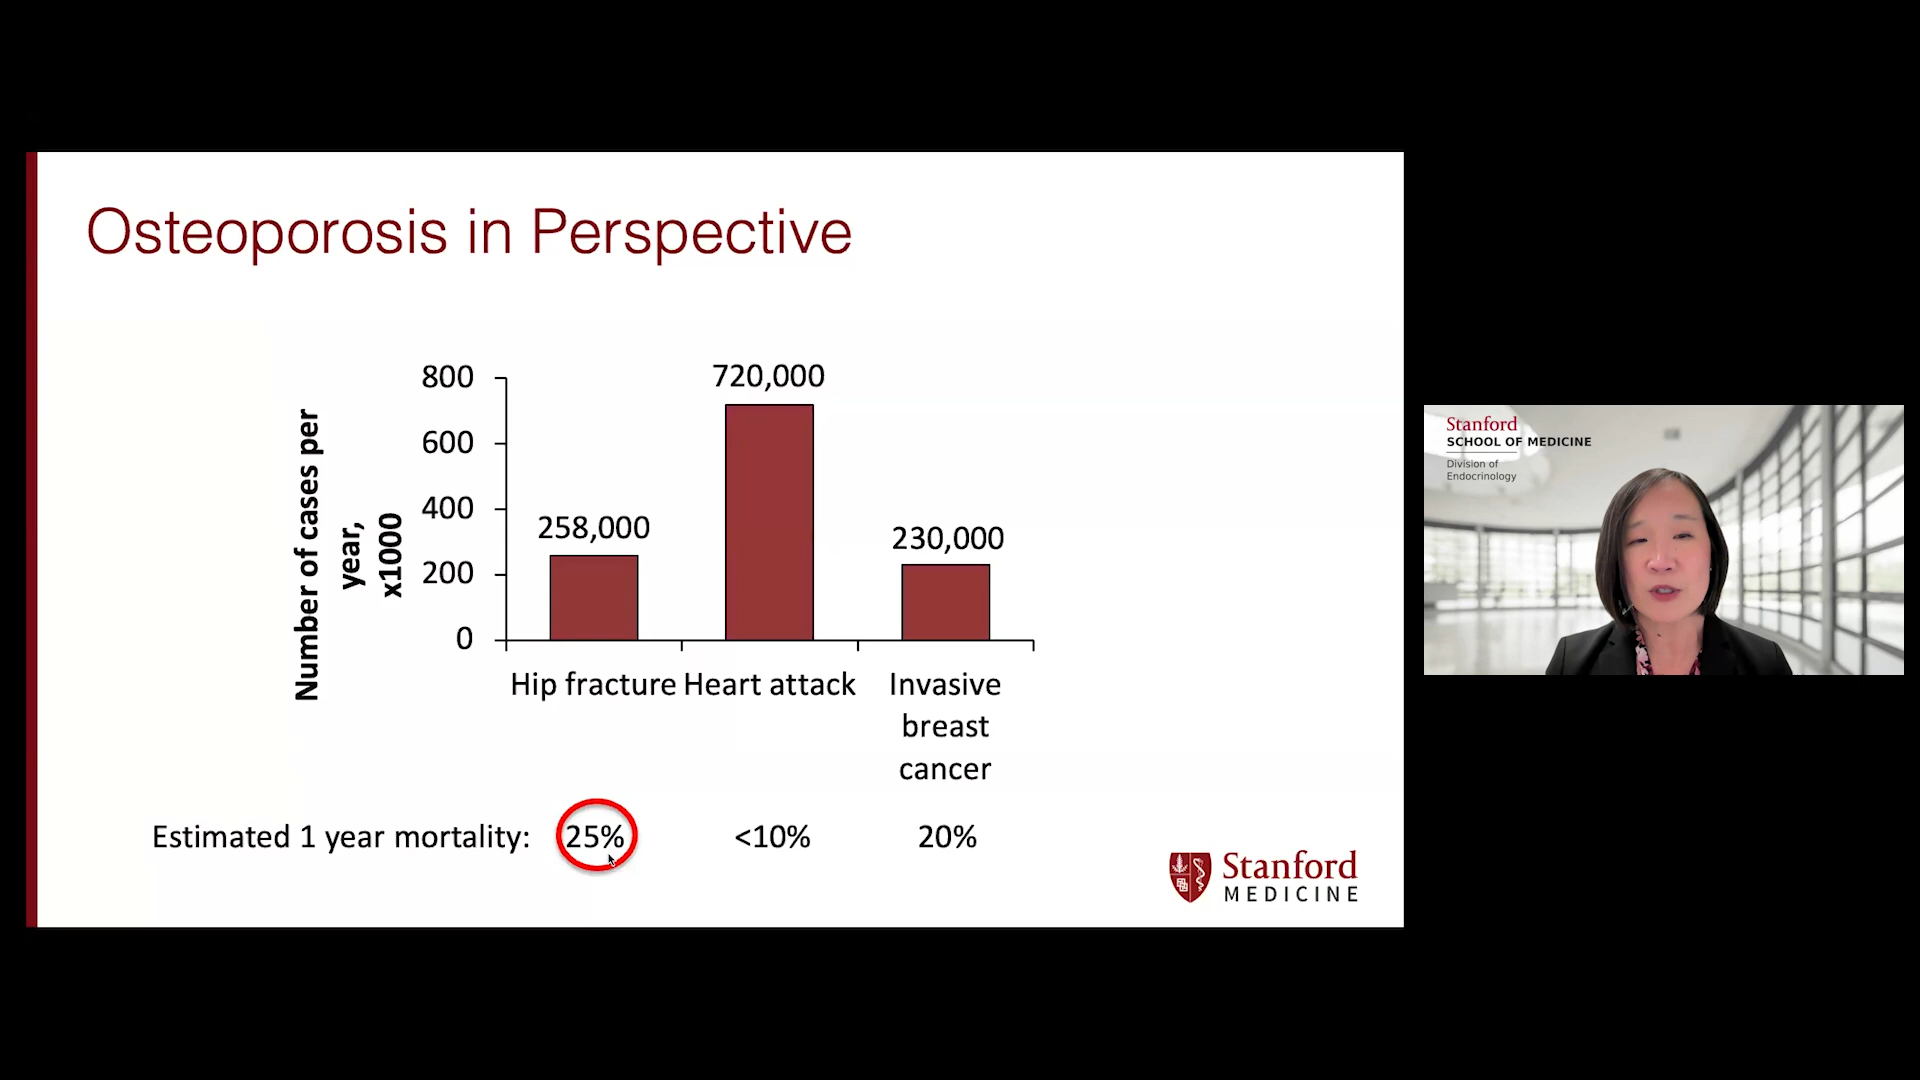 Osteoporosis in Perspective
Number of cases per
year,
x1000
800
600
400
200
0
258,000
720,000
230,000
Hip fracture
Heart attack
Invasive
breast
cancer
Estimated 1 year mortality:
25%
<10%
20%
Stanford
MEDICINE
Stanford
SCHOOL OF MEDICINE
Division of
Endocrinology